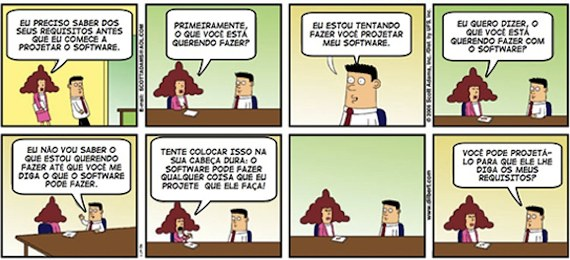 EU PRECISO SABER DOS
SEUS REQUISITOS ANTES
QUE EU COMECE A
PROJETAR O SOFTWARE.
PRIMEIRAMENTE,
O QUE VOCÊ ESTÁ
QUERENDO FAZER?
EU ESTOU TENTANDO
FAZER VOCÊ PROJETAR
MEU SOFTWARE.
EU QUERO DIZER, O
QUE VOCÊ ESTÁ
QUERENDO FAZER COM
O SOFTWARE?
© 2006 Scott Adams, Inc./Dist. by UFS, Inc.
EU NÃO VOU SABER O
QUE ESTOU QUERENDO
FAZER ATÉ QUE VOCÊ ME
DIGA O QUE O SOFTWARE
PODE FAZER.
TENTE COLOCAR ISSO NA
SUA CABEÇA DURA: O
SOFTWARE PODE FAZER
QUALQUER COISA QUE EU
PROJETE QUE ELE FAÇA!
www.dilbert.com
VOCÊ PODE PROJETÁ-
LO PARA QUE ELE LHE
DIGA OS MEUS
REQUISITOS?